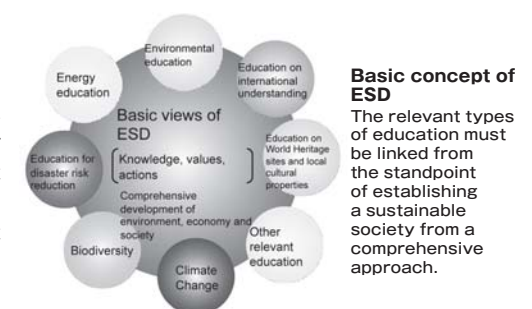 Environmental
education
Education on
international
understanding
Education on
World Heritage
sites and local
cultural
properties
Other
relevant
education
Climate
Change
Biodiversity
Education for
disaster risk
reduction
Energy
education
Basic views of
ESD
Knowledge, values,
actions
Comprehensive
development of
environment, economy and
society
Basic concept of
ESD
The relevant types
of education must
be linked from
the standpoint
of establishing
a sustainable
society from a
comprehensive
approach.